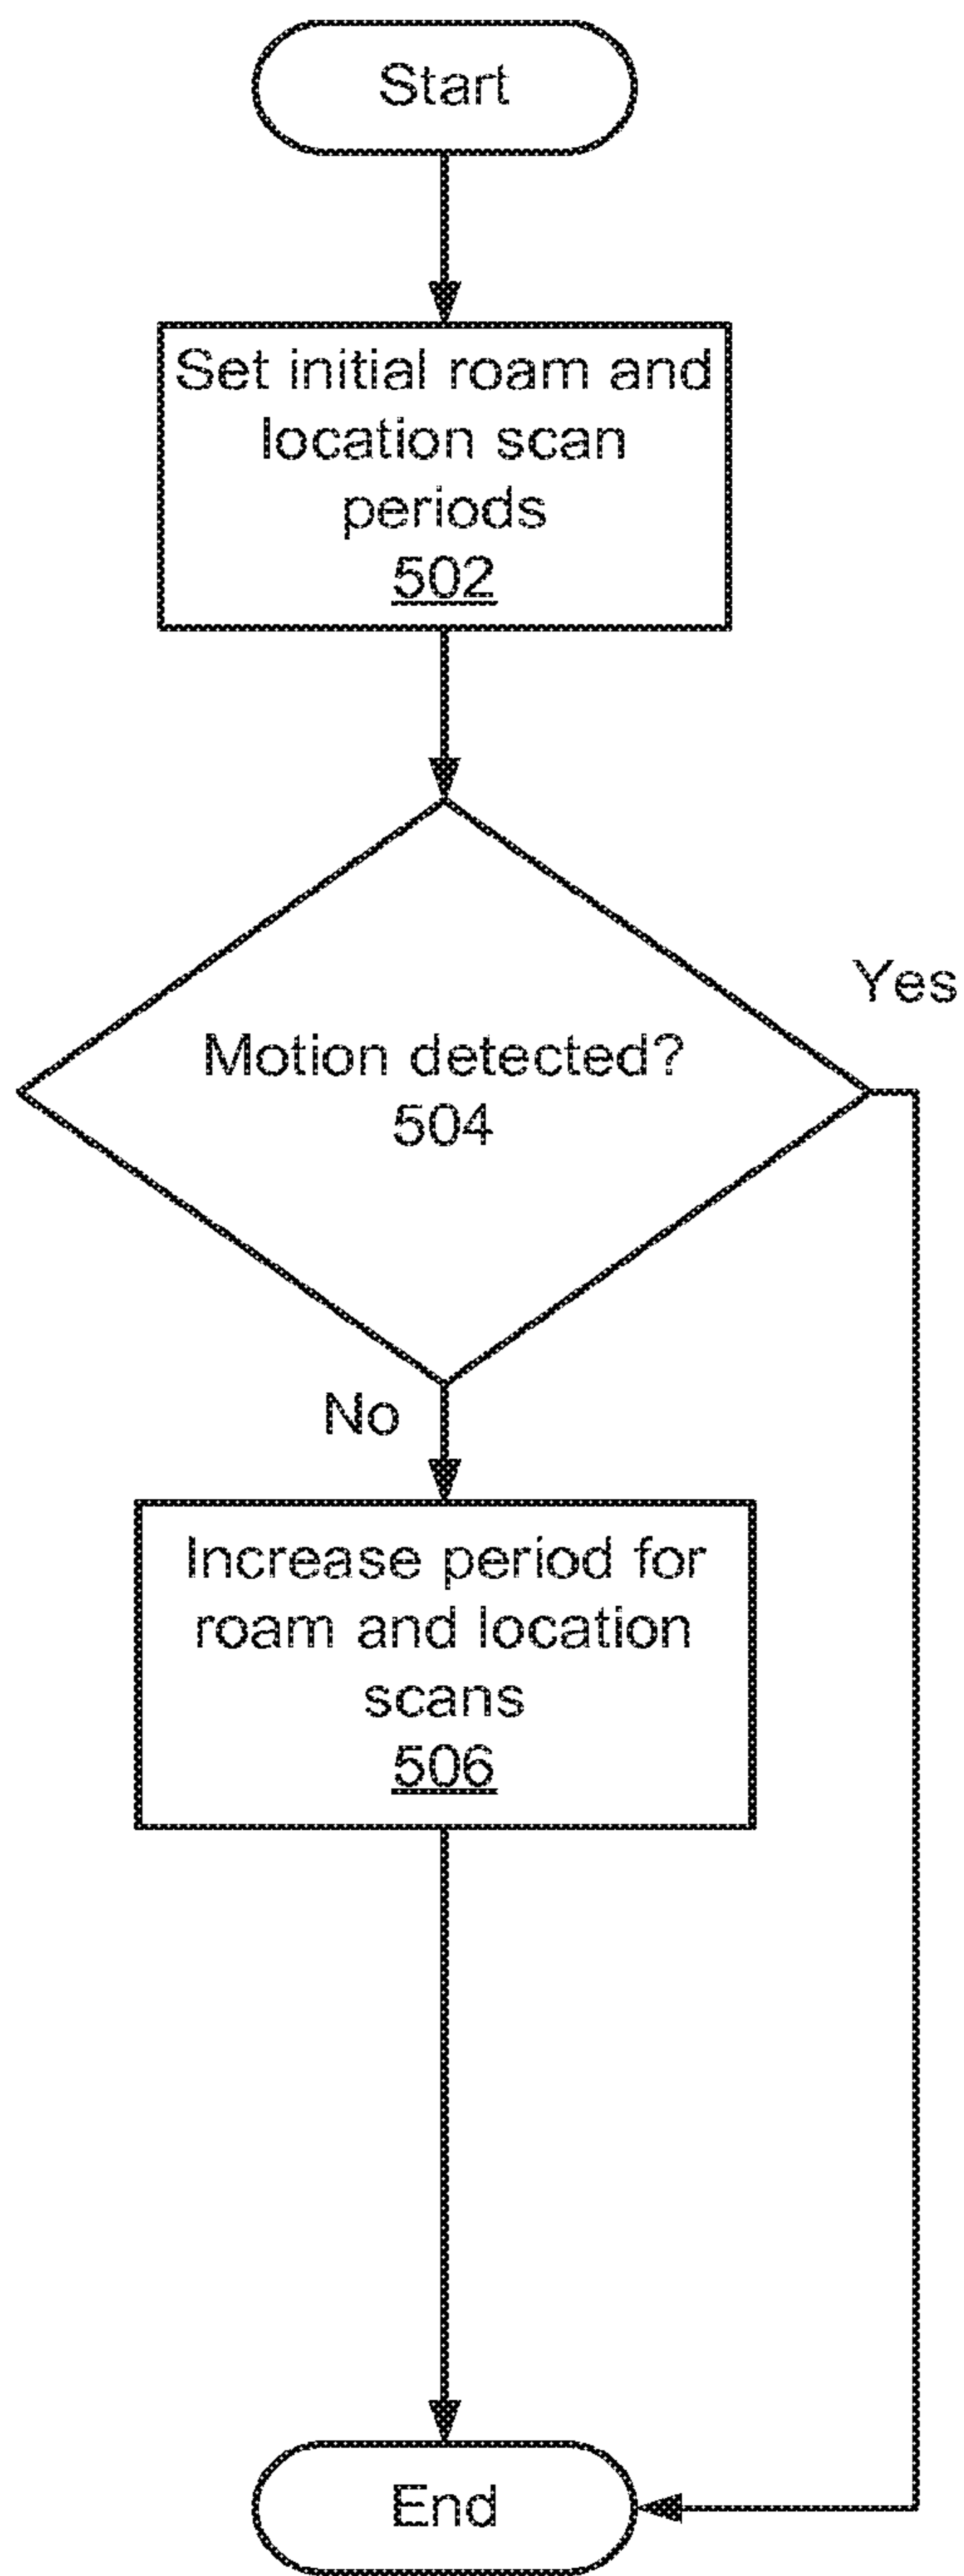 Start
Set initial roam and
location scan
periods
502
Motion detected?
504
Yes
No
Increase period for
roam and location
scans
506
End